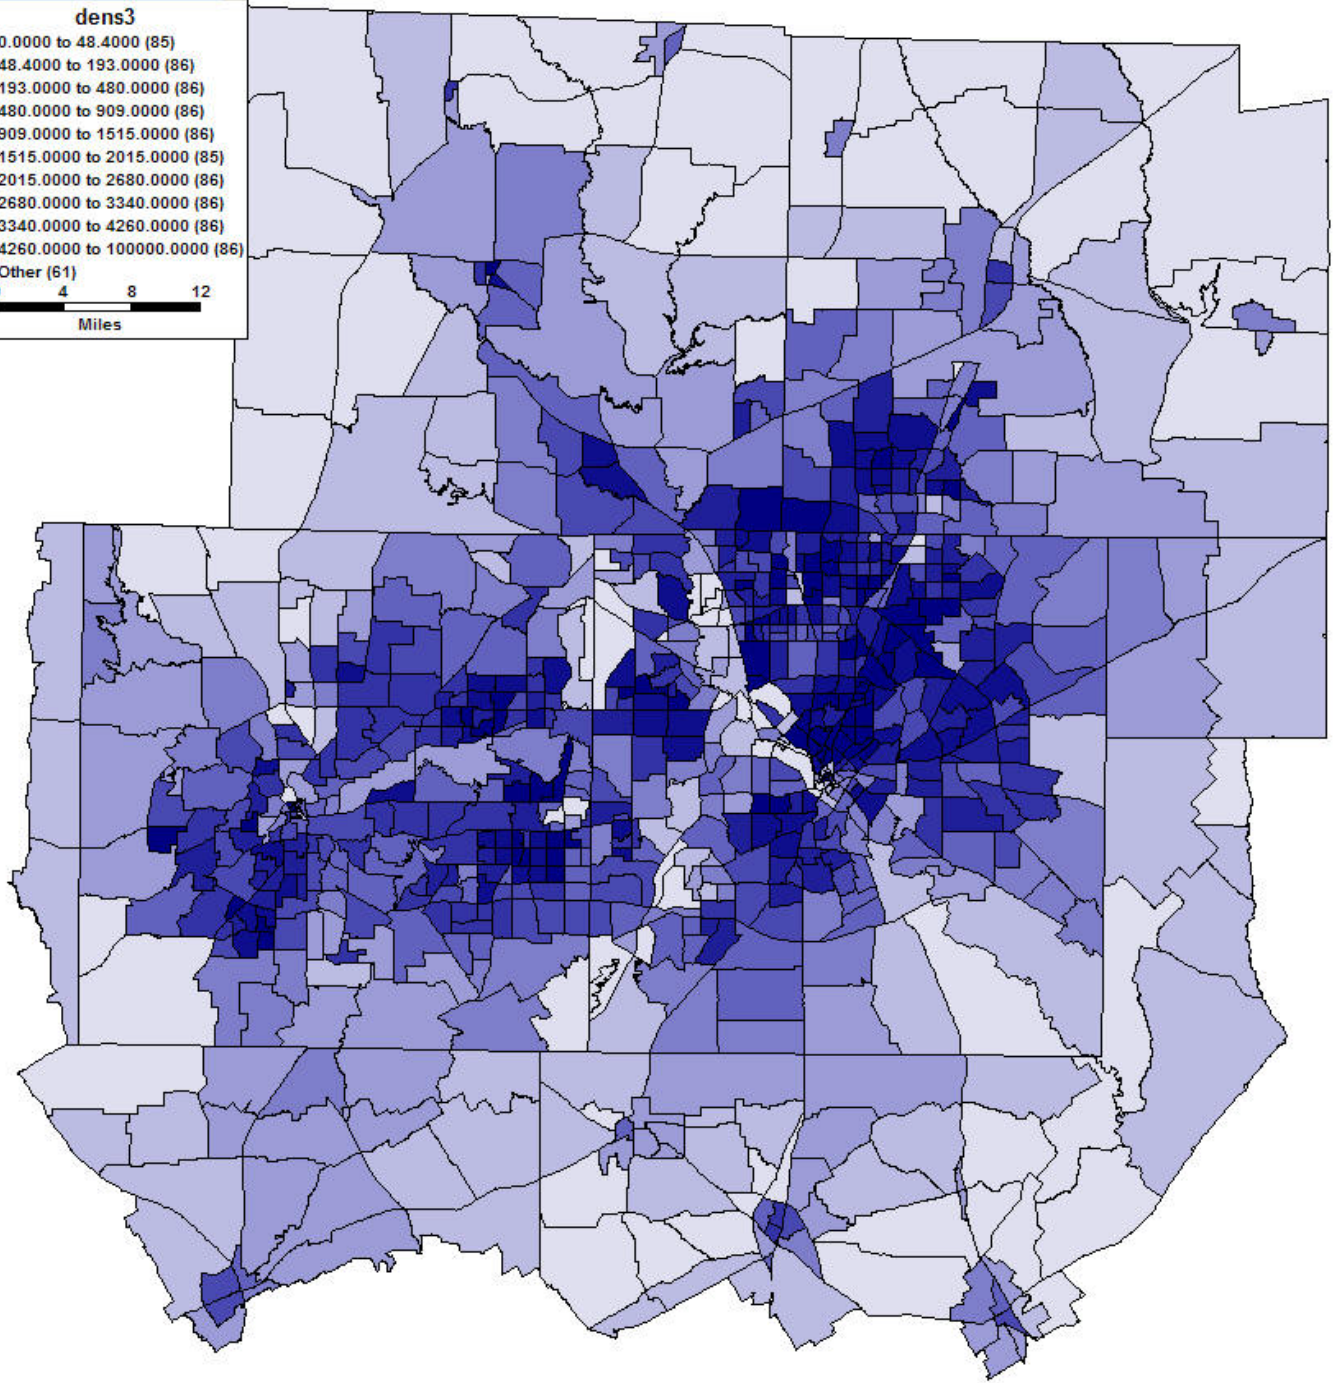 dens3
0.0000 to 48.4000 (85)
48.4000 to 193.0000 (86)
193.0000 to 480.0000 (86)
480.0000 to 909.0000 (86)
909.0000 to 1515.0000 (86)
1515.0000 to 2015.0000 (85)
2015.0000 to 2680.0000 (86)
2680.0000 to 3340.0000 (86)
3340.0000 to 4260.0000 (86)
4260.0000 to 100000.0000 (86)
Other (61)
4 8 12
Miles